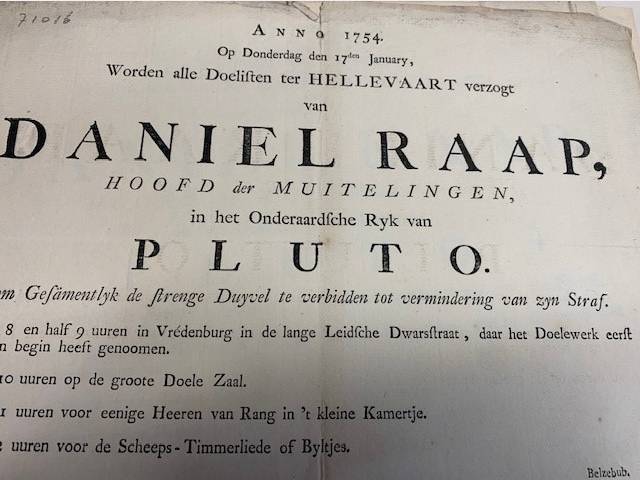 71016
ANNO 1754.
Op Donderdag den 17den January,
Worden alle Doeliſten ter HELLEVAART verzogt
van
DANIEL RAAP,
HOOFD der MUITELINGEN,
in het Onderaardſche Ryk van
PLUTO.
m Geſämentlyk de ſtrenge Duyvel te verbidden tot vermindering van zyn Straf.
8 en half 9 uuren in Vrédenburg in de lange Leidſche Dwarsſtraat, daar het Doelewerk eerſt
n begin heeft genoomen.
10 uuren op de groote Doele Zaal.
1 uuren voor eenige Heeren van Rang in 't kleine Kamertje.
uuren voor de Scheeps-Timmerliede of Byltjes.
Belzebub.